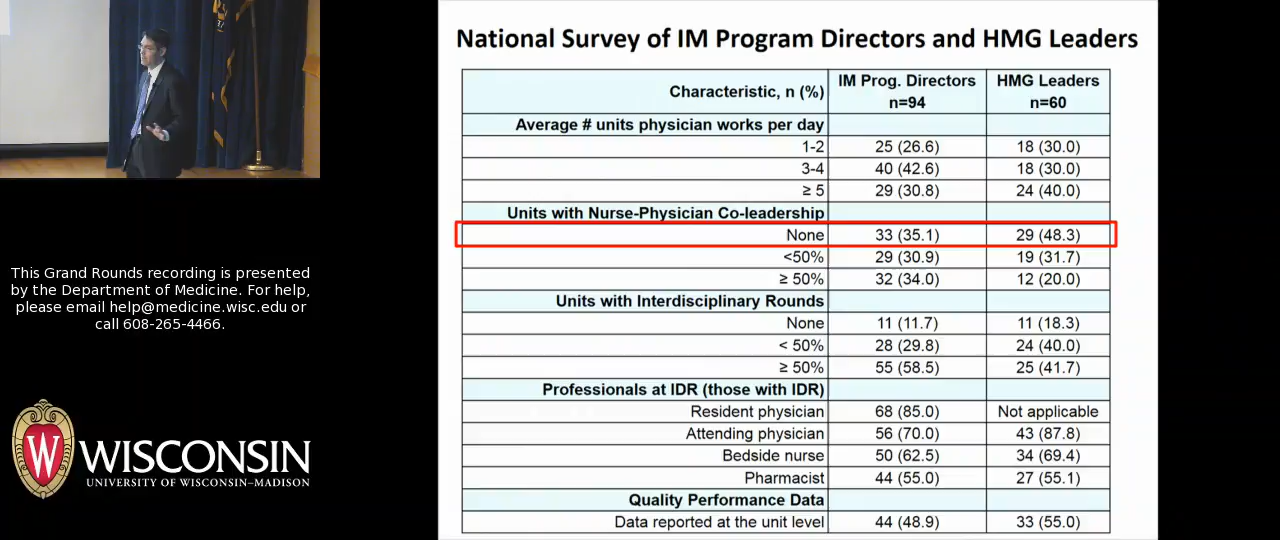 National Survey of IM Program Directors and HMG Leaders
Characteristic, n (%) IM Prog. Directors n=94 HMG Leaders n=60
Average # units physician works per day
1-2 25 (26.6) 18 (30.0)
3-4 40 (42.6) 18 (30.0)
≥ 5 29 (30.8) 24 (40.0)
Units with Nurse-Physician Co-leadership
None 33 (35.1) 29 (48.3)
<50% 29 (30.9) 19 (31.7)
≥ 50% 32 (34.0) 12 (20.0)
Units with Interdisciplinary Rounds
None 11 (11.7) 11 (18.3)
< 50% 28 (29.8) 24 (40.0)
≥ 50% 55 (58.5) 25 (41.7)
Professionals at IDR (those with IDR)
Resident physician 68 (85.0) Not applicable
Attending physician 56 (70.0) 43 (87.8)
Bedside nurse 50 (62.5) 34 (69.4)
Pharmacist 44 (55.0) 27 (55.1)
Quality Performance Data
Data reported at the unit level 44 (48.9) 33 (55.0)
This Grand Rounds recording is presented
by the Department of Medicine. For help,
please email help@medicine.wisc.edu or
call 608-265-4466.
W
WISCONSIN
UNIVERSITY OF WISCONSIN–MADISON